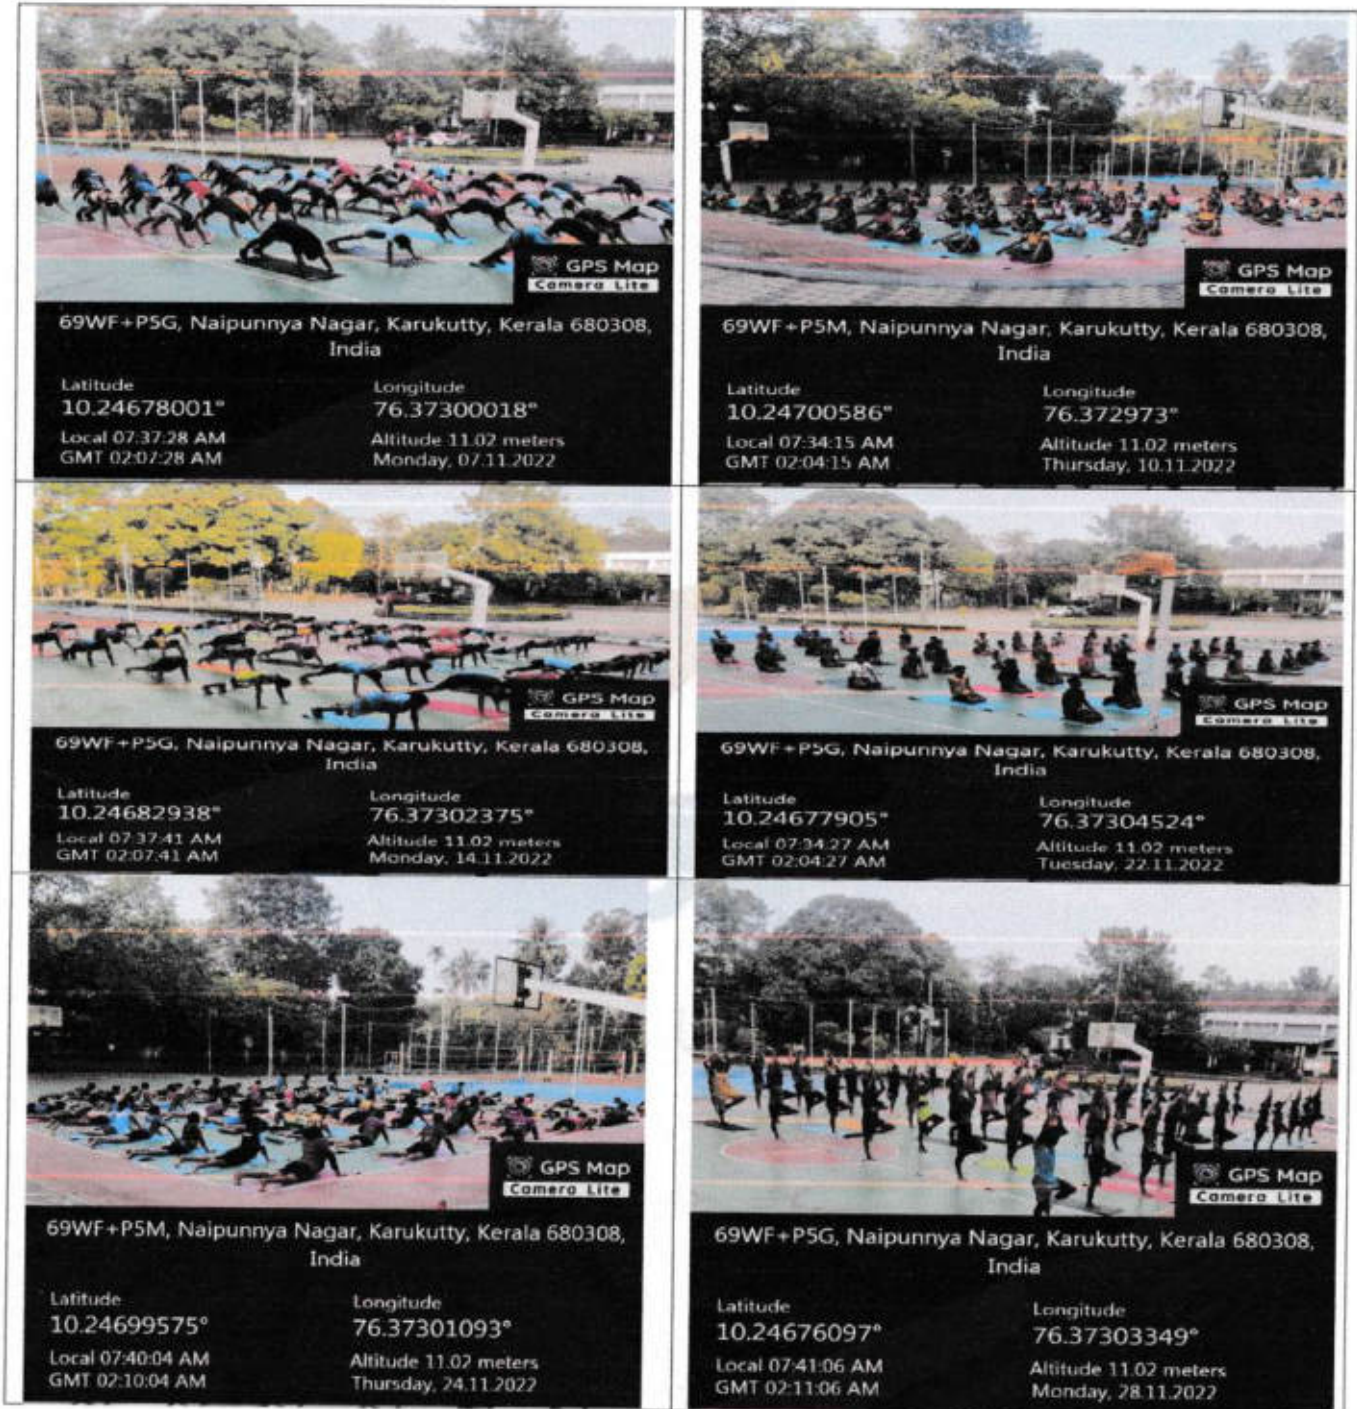 GPS Map
Camera Lite
69WF+P5G, Naipunnya Nagar, Karukutty, Kerala 680308,
India
Latitude
10.24678001°
Longitude
76.37300018°
Local 07:37:28 AM
GMT 02:07:28 AM
Altitude 11.02 meters
Monday, 07.11.2022
GPS Map
Camera Lite
69WF+P5M, Naipunnya Nagar, Karukutty, Kerala 680308,
India
Latitude
10.24700586°
Longitude
76.372973°
Local 07:34:15 AM
GMT 02:04:15 AM
Altitude 11.02 meters
Thursday, 10.11.2022
GPS Map
Camera Lite
69WF+P5G, Naipunnya Nagar, Karukutty, Kerala 680308,
India
Latitude
10.24682938°
Longitude
76.37302375°
Local 07:37:41 AM
GMT 02:07:41 AM
Altitude 11.02 meters
Monday, 14.11.2022
GPS Map
Camera Lite
69WF+P5G, Naipunnya Nagar, Karukutty, Kerala 680308,
India
Latitude
10.24677905°
Longitude
76.37304524°
Local 07:34:27 AM
GMT 02:04:27 AM
Altitude 11.02 meters
Tuesday, 22.11.2022
GPS Map
Camera Lite
69WF+P5M, Naipunnya Nagar, Karukutty, Kerala 680308,
India
Latitude
10.24699575°
Longitude
76.37301093°
Local 07:40:04 AM
GMT 02:10:04 AM
Altitude 11.02 meters
Thursday, 24.11.2022
GPS Map
Camera Lite
69WF+P5G, Naipunnya Nagar, Karukutty, Kerala 680308,
India
Latitude
10.24676097°
Longitude
76.37303349°
Local 07:41:06 AM
GMT 02:11:06 AM
Altitude 11.02 meters
Monday, 28.11.2022